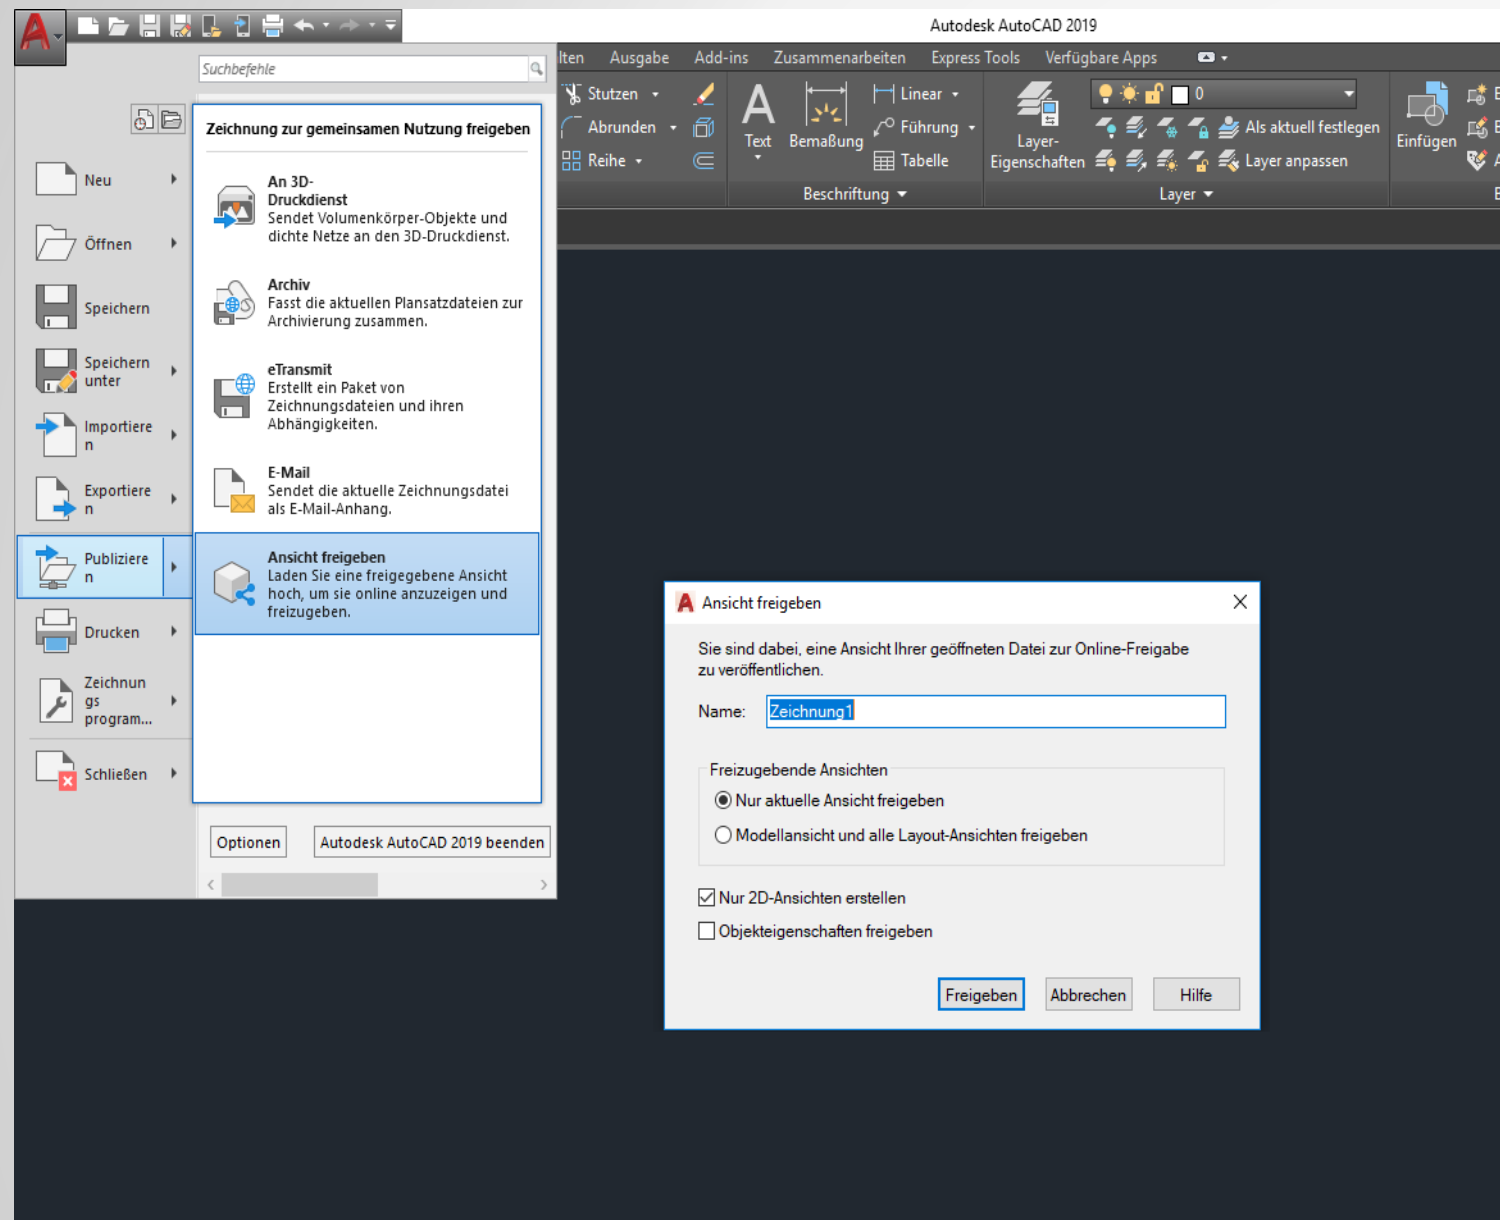 Autodesk AutoCAD 2019
Suchbefehle
Ausgabe
Add-ins
Zusammenarbeiten
Express Tools
Verfügbare Apps
Stutzen
Abrunden
Reihe
Text
Bemaßung
Linear
Führung
Tabelle
Beschriftung
Layer-
Eigenschaften
0
Als aktuell festlegen
Layer anpassen
Layer
Einfügen
Neu
Öffnen
Speichern
Speichern
unter
Importiere
n
Exportiere
n
Publiziere
n
Drucken
Zeichnun
gs
program...
Schließen
Zeichnung zur gemeinsamen Nutzung freigeben
An 3D-
Druckdienst
Sendet Volumenkörper-Objekte und
dichte Netze an den 3D-Druckdienst.
Archiv
Fasst die aktuellen Plansatzdateien zur
Archivierung zusammen.
eTransmit
Erstellt ein Paket von
Zeichnungsdateien und ihren
Abhängigkeiten.
E-Mail
Sendet die aktuelle Zeichnungsdatei
als E-Mail-Anhang.
Ansicht freigeben
Laden Sie eine freigegebene Ansicht
hoch, um sie online anzuzeigen und
freizugeben.
Optionen
Autodesk AutoCAD 2019 beenden
Ansicht freigeben
Sie sind dabei, eine Ansicht Ihrer geöffneten Datei zur Online-Freigabe
zu veröffentlichen.
Name: Zeichnung1
Freizugebende Ansichten
Nur aktuelle Ansicht freigeben
Modellansicht und alle Layout-Ansichten freigeben
Nur 2D-Ansichten erstellen
Objekteigenschaften freigeben
Freigeben
Abbrechen
Hilfe